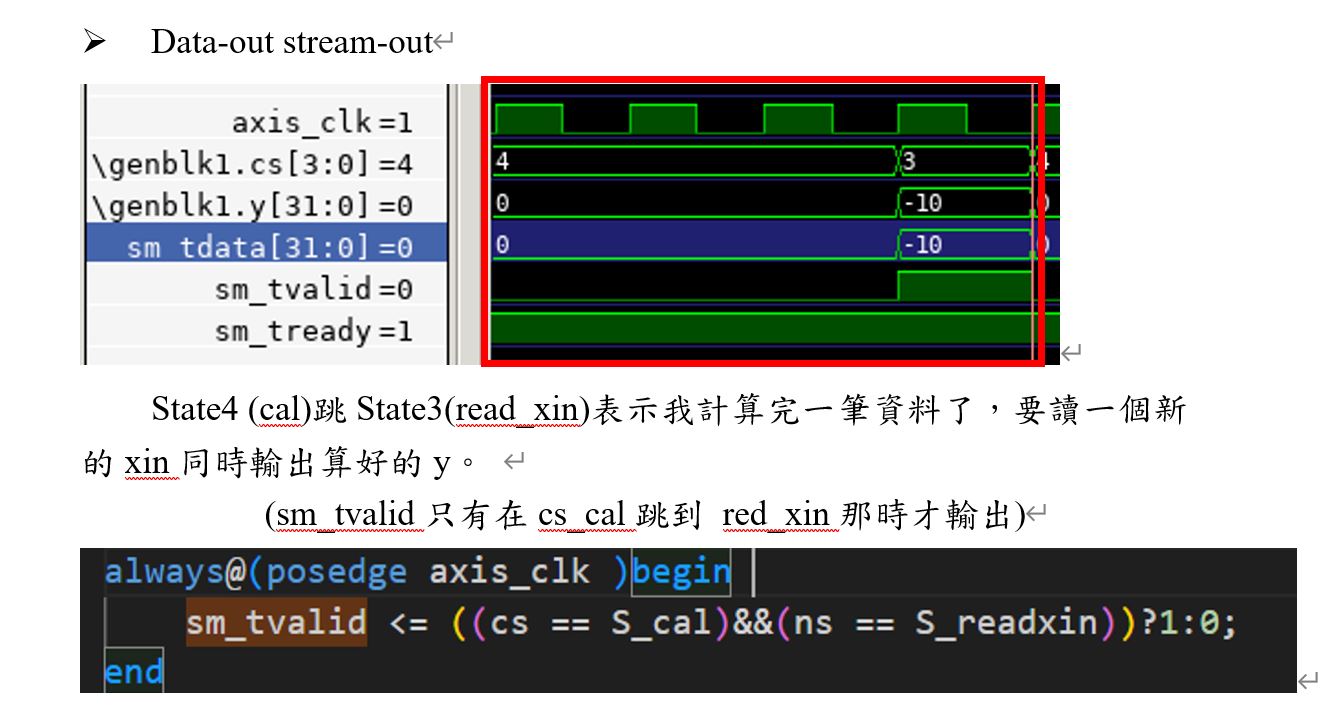 ➢ Data-out stream-out
axis_clk=1
\genblk1.cs[3:0]=4 4 3 4
\genblk1.y[31:0]=0 0 -10 0
sm_tdata[31:0]=0 0 -10 0
sm_tvalid=0
sm_tready=1
State4 (cal)跳 State3(read_xin)表示我計算完一筆資料了，要讀一個新
的 xin 同時輸出算好的 y。
(sm_tvalid 只有在 cs_cal 跳到 red_xin 那時才輸出)
always@(posedge axis_clk )begin
sm_tvalid <= ((cs == S_cal)&&(ns == S_readxin))?1:0;
end